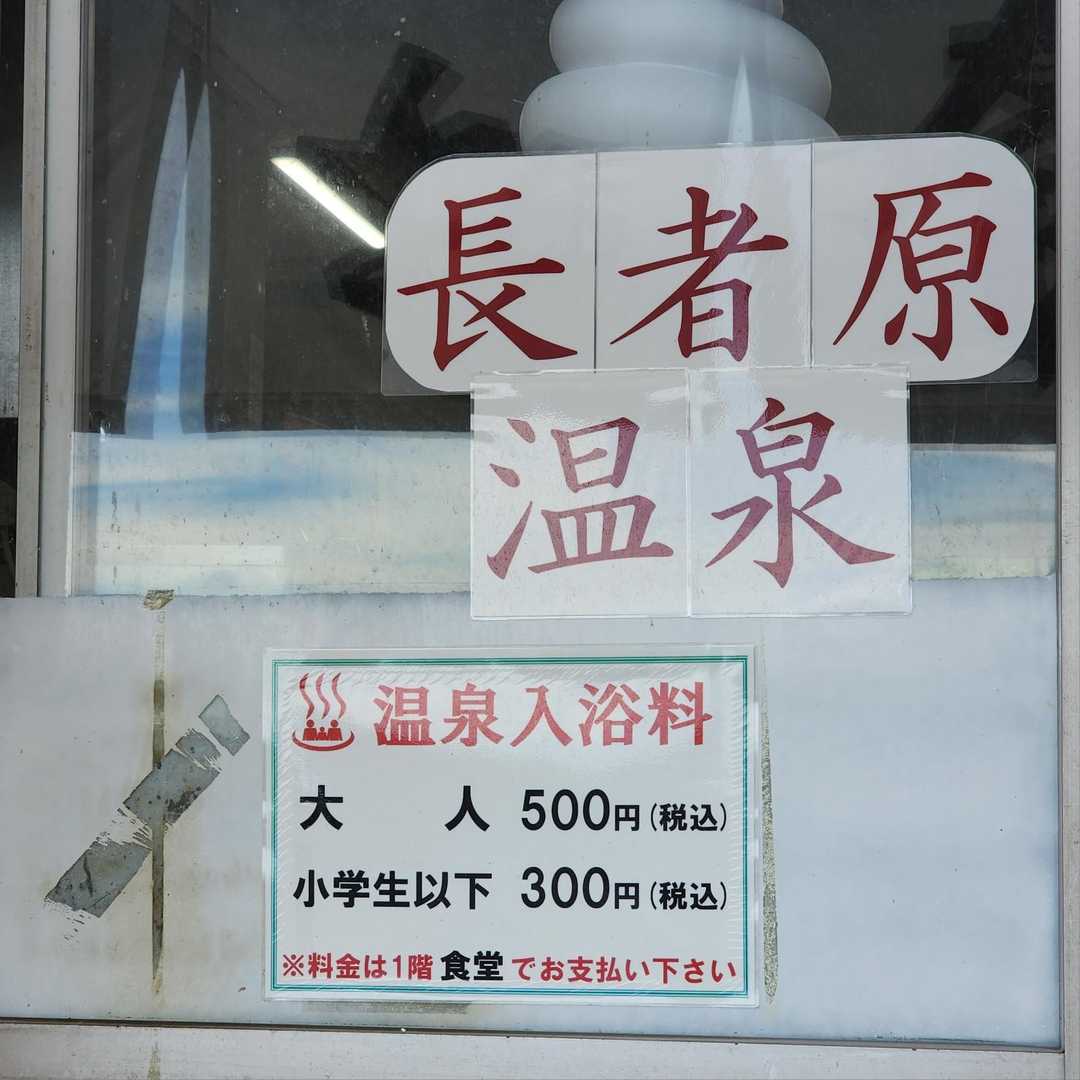 長者原
温泉
温泉入浴料
大人 500円(税込)
小学生以下 300円(税込)
※料金は1階食堂でお支払い下さい